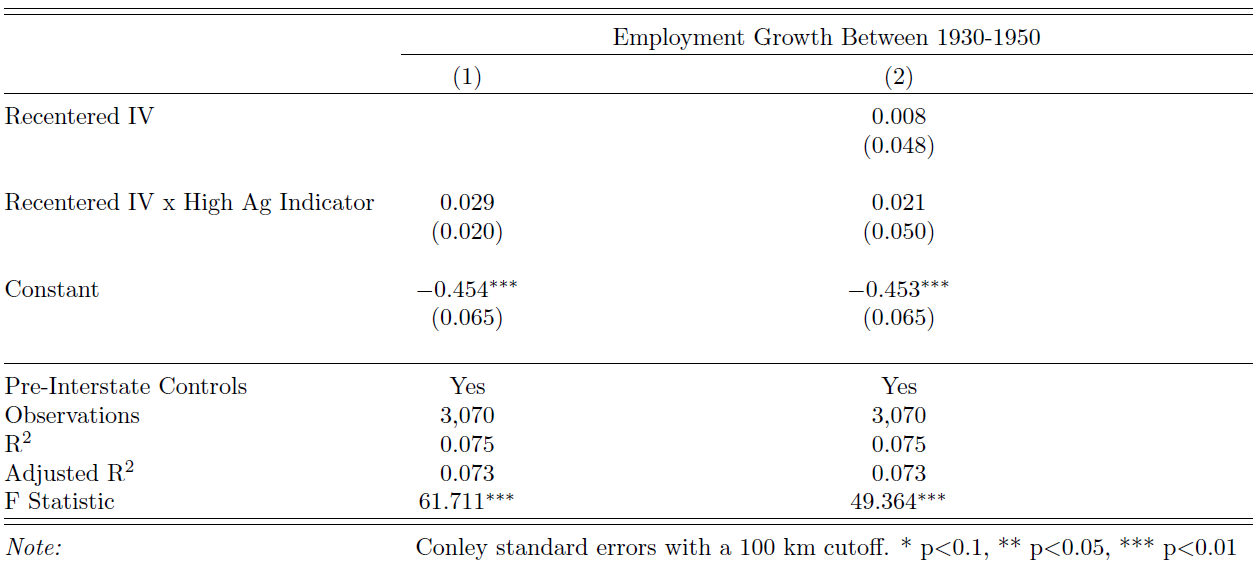 Employment Growth Between 1930-1950
(1) (2)
Recentered IV 0.008
(0.048)
Recentered IV x High Ag Indicator 0.029 0.021
(0.020) (0.050)
Constant −0.454*** −0.453***
(0.065) (0.065)
Pre-Interstate Controls Yes Yes
Observations 3,070 3,070
R² 0.075 0.075
Adjusted R² 0.073 0.073
F Statistic 61.711*** 49.364***
Note: Conley standard errors with a 100 km cutoff. * p<0.1, ** p<0.05, *** p<0.01